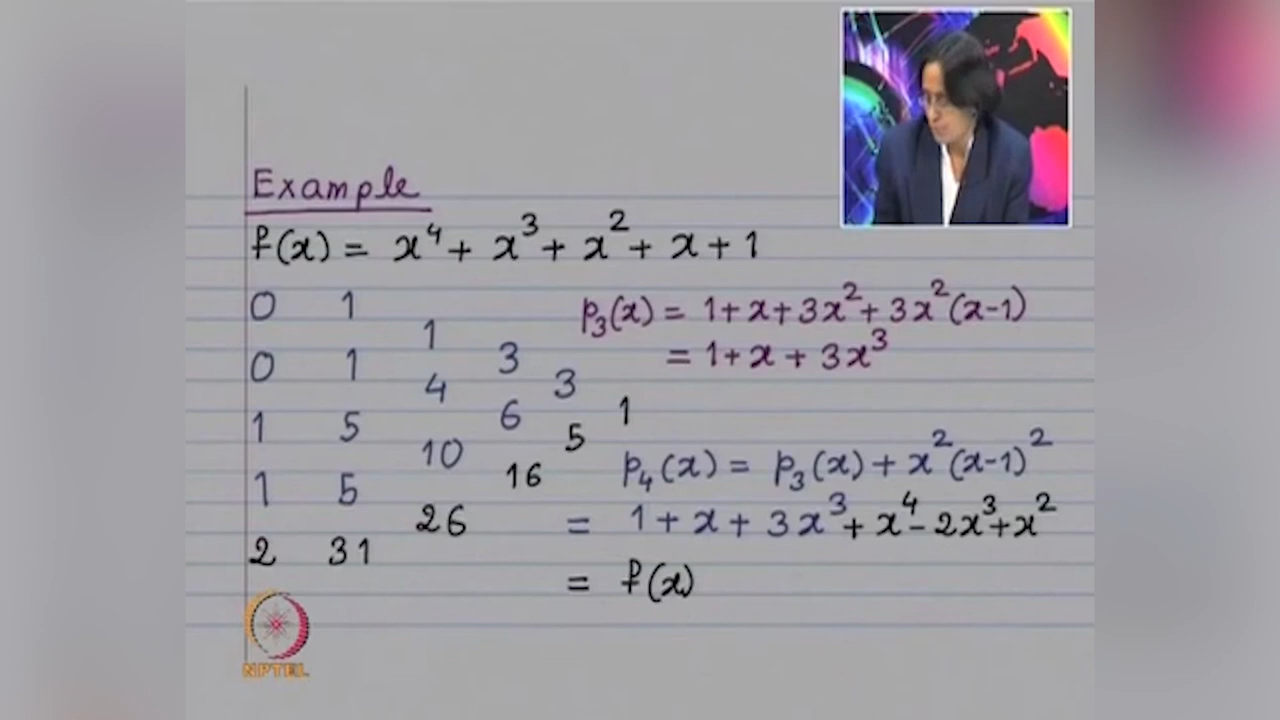 Example
f(x) = x⁴ + x³ + x² + x + 1
0 1 p₃(x) = 1+x+3x²+3x²(x-1)
1
0 1 3 = 1+x+3x³
4 3
1 5 6 1
10 5
1 5 16 p₄(x) = p₃(x)+x²(x-1)²
26 = 1+x+3x³+x⁴-2x³+x²
2 31
= f(x)
NPTEL